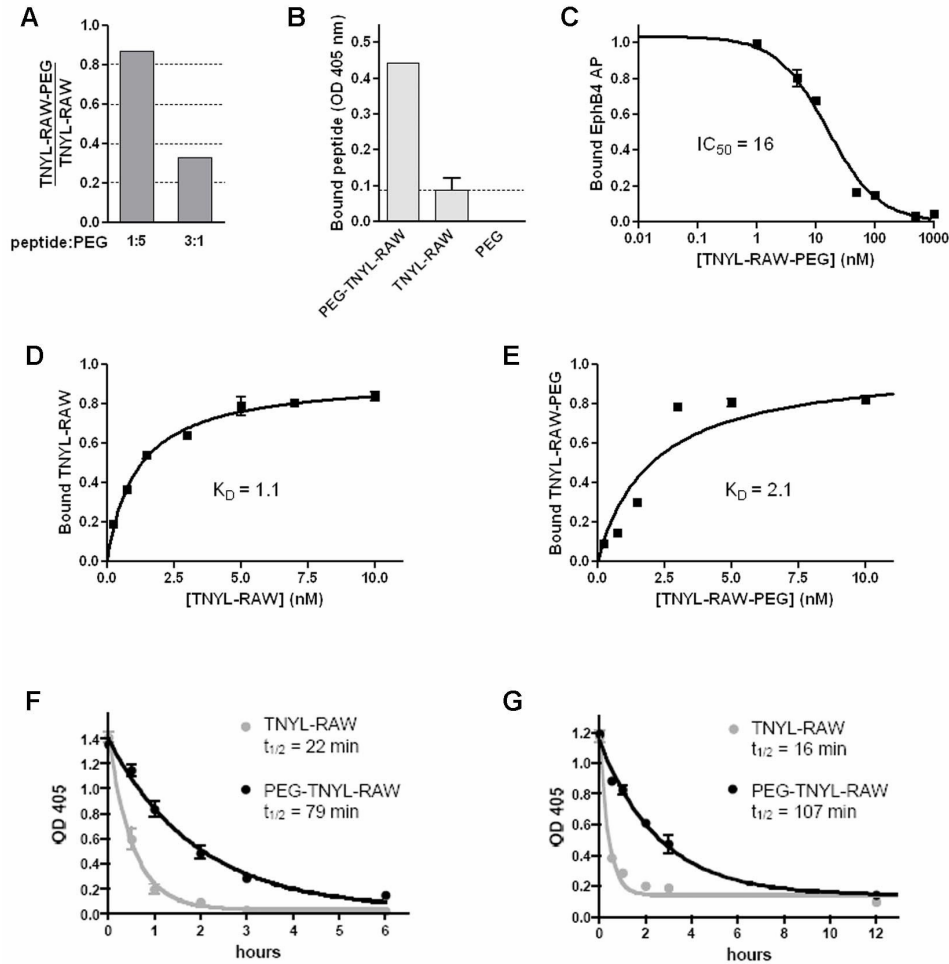 A
TNYL-RAW-PEG
TNYL-RAW
1.0
0.8
0.6
0.4
0.2
0.0
peptide:PEG 1:5 3:1
B
Bound peptide (OD 405 nm)
0.5
0.4
0.3
0.2
0.1
0.0
PEG-TNYL-RAW
TNYL-RAW
PEG
C
Bound EphB4 AP
1.0
0.8
0.6
0.4
0.2
0.0
IC50 = 16
0.01 0.1 1 10 100 1000
[TNYL-RAW-PEG] (nM)
D
Bound TNYL-RAW
1.0
0.8
0.6
0.4
0.2
0.0
KD = 1.1
0.0 2.5 5.0 7.5 10.0
[TNYL-RAW] (nM)
E
Bound TNYL-RAW-PEG
1.0
0.8
0.6
0.4
0.2
0.0
KD = 2.1
0.0 2.5 5.0 7.5 10.0
[TNYL-RAW-PEG] (nM)
F
OD 405
1.4
1.2
1.0
0.8
0.6
0.4
0.2
0.0
TNYL-RAW
t1/2 = 22 min
PEG-TNYL-RAW
t1/2 = 79 min
0 1 2 3 4 5 6
hours
G
OD 405
1.2
1.0
0.8
0.6
0.4
0.2
0.0
TNYL-RAW
t1/2 = 16 min
PEG-TNYL-RAW
t1/2 = 107 min
0 2 4 6 8 10 12
hours